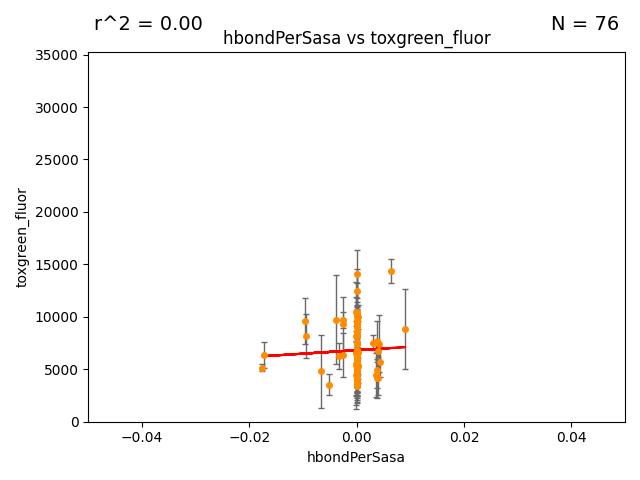 r^2 = 0.00
N = 76
hbondPerSasa vs toxgreen_fluor
35000
30000
25000
20000
15000
10000
5000
0
toxgreen_fluor
−0.04
−0.02
0.00
0.02
0.04
hbondPerSasa